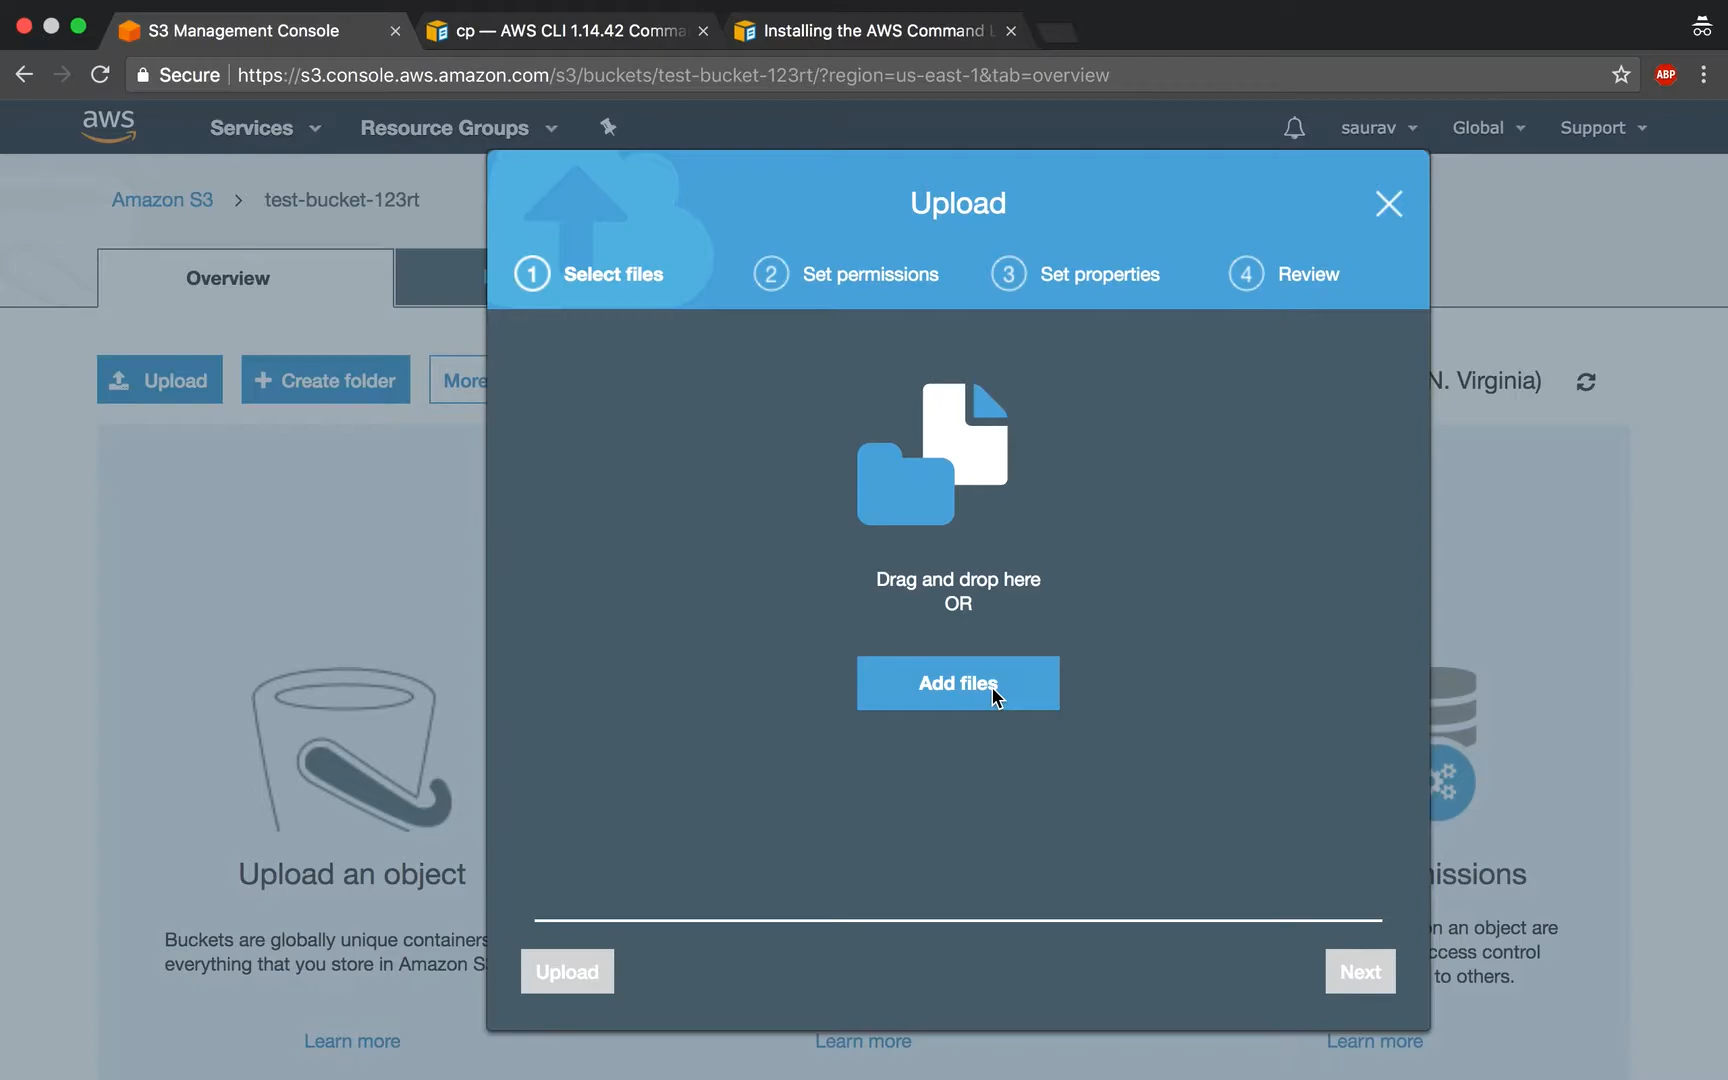 S3 Management Console
cp — AWS CLI 1.14.42 Comma
Installing the AWS Command L
Secure
https://s3.console.aws.amazon.com/s3/buckets/test-bucket-123rt/?region=us-east-1&tab=overview
ABP
aws
Services
Resource Groups
saurav
Global
Support
Amazon S3 > test-bucket-123rt
Upload
1 Select files
2 Set permissions
3 Set properties
4 Review
Overview
Upload
+ Create folder
More
N. Virginia)
Drag and drop here
OR
Add files
Upload an object
Buckets are globally unique containers
everything that you store in Amazon S
Learn more
Learn more
issions
n an object are
ccess control
to others.
Learn more
Upload
Next